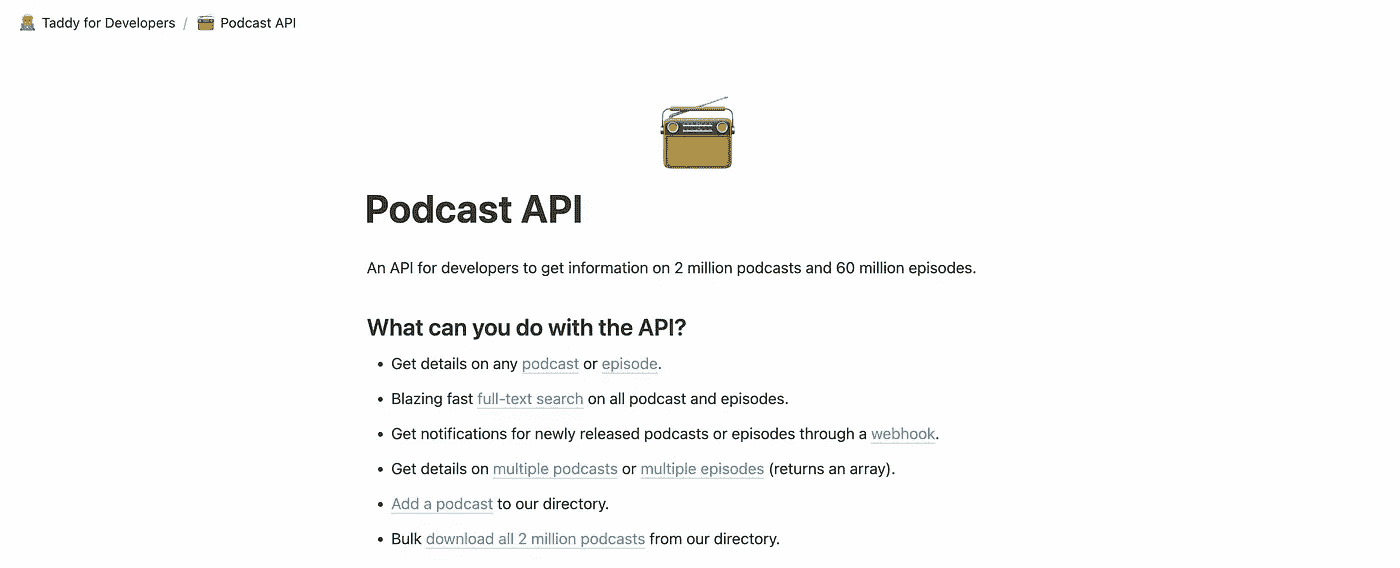 Taddy for Developers / Podcast API
Podcast API
An API for developers to get information on 2 million podcasts and 60 million episodes.
What can you do with the API?
• Get details on any podcast or episode.
• Blazing fast full-text search on all podcast and episodes.
• Get notifications for newly released podcasts or episodes through a webhook.
• Get details on multiple podcasts or multiple episodes (returns an array).
• Add a podcast to our directory.
• Bulk download all 2 million podcasts from our directory.